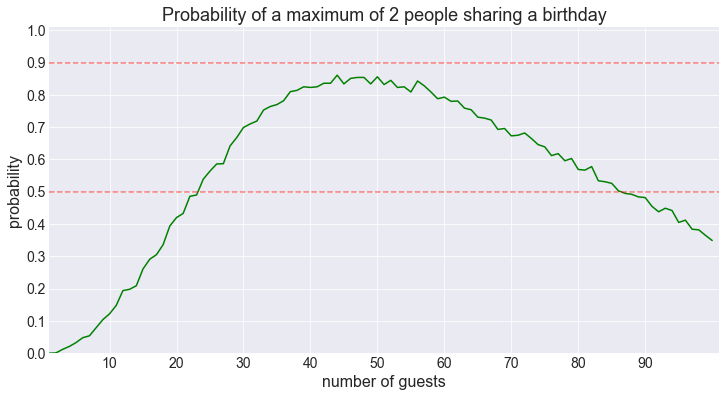 Probability of a maximum of 2 people sharing a birthday
1.0
0.9
0.8
0.7
0.6
0.5
0.4
0.3
0.2
0.1
0.0
probability
10 20 30 40 50 60 70 80 90
number of guests